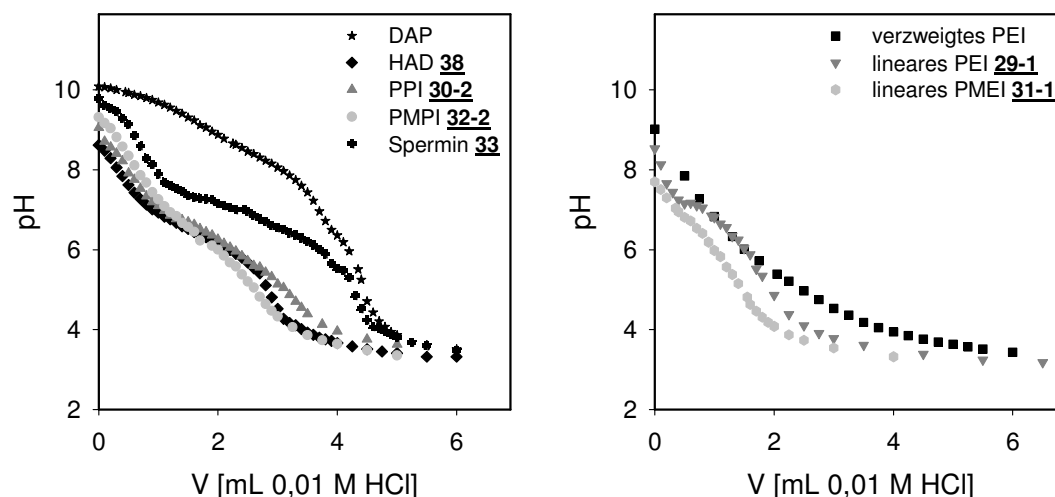 DAP
HAD 38
PPI 30-2
PMPI 32-2
Spermin 33
10
8
6
4
2
pH
0 2 4 6
V [mL 0,01 M HCl]
verzweigtes PEI
lineares PEI 29-1
lineares PMEI 31-1
10
8
6
4
2
pH
0 2 4 6
V [mL 0,01 M HCl]